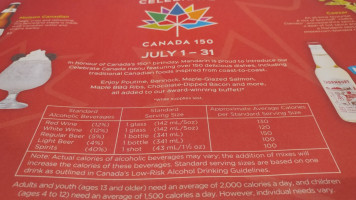 CANADA 150
JULY 1 – 31
In honour of Canada's 150th birthday, Mandarin is proud to introduce our
Celebrate Canada menu featuring over 150 delicious dishes, including
traditional Canadian foods inspired from coast-to-coast.
Enjoy Poutine, Bannock, Maple-Glazed Salmon,
Maple BBQ Ribs, Chipotle-Dipped Bacon and more,
all added to our award-winning buffet!*
Standard Alcoholic Beverages Standard Serving Size Approximate Average Calories per Standard Serving Size
Red Wine (12%) 1 glass (142 mL/5oz) 130
White Wine (12%) 1 glass (142 mL/5oz) 120
Regular Beer (5%) 1 bottle (341 mL) 150
Light Beer (4%) 1 bottle (341 mL) 100
Spirits (40%) 1 shot (43 mL/1½ oz) 100
Note: Actual calories of alcoholic beverages may vary; the addition of mixes will
increase the calories of these beverages. Standard serving sizes are based on one
drink as outlined in Canada's Low-Risk Alcohol Drinking Guidelines.
Adults and youth (ages 13 and older) need an average of 2,000 calories a day, and children
(ages 4 to 12) need an average of 1,500 calories a day. However, individual needs vary.